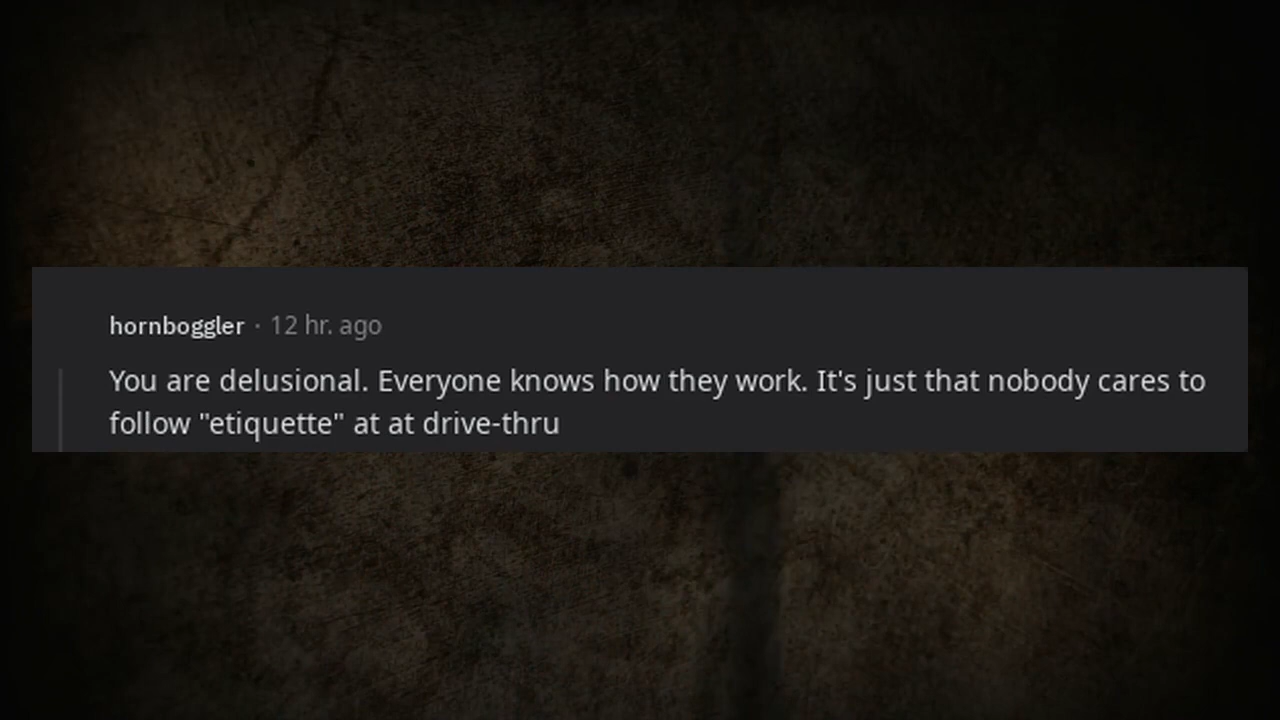 hornboggler · 12 hr. ago
You are delusional. Everyone knows how they work. It's just that nobody cares to
follow "etiquette" at at drive-thru